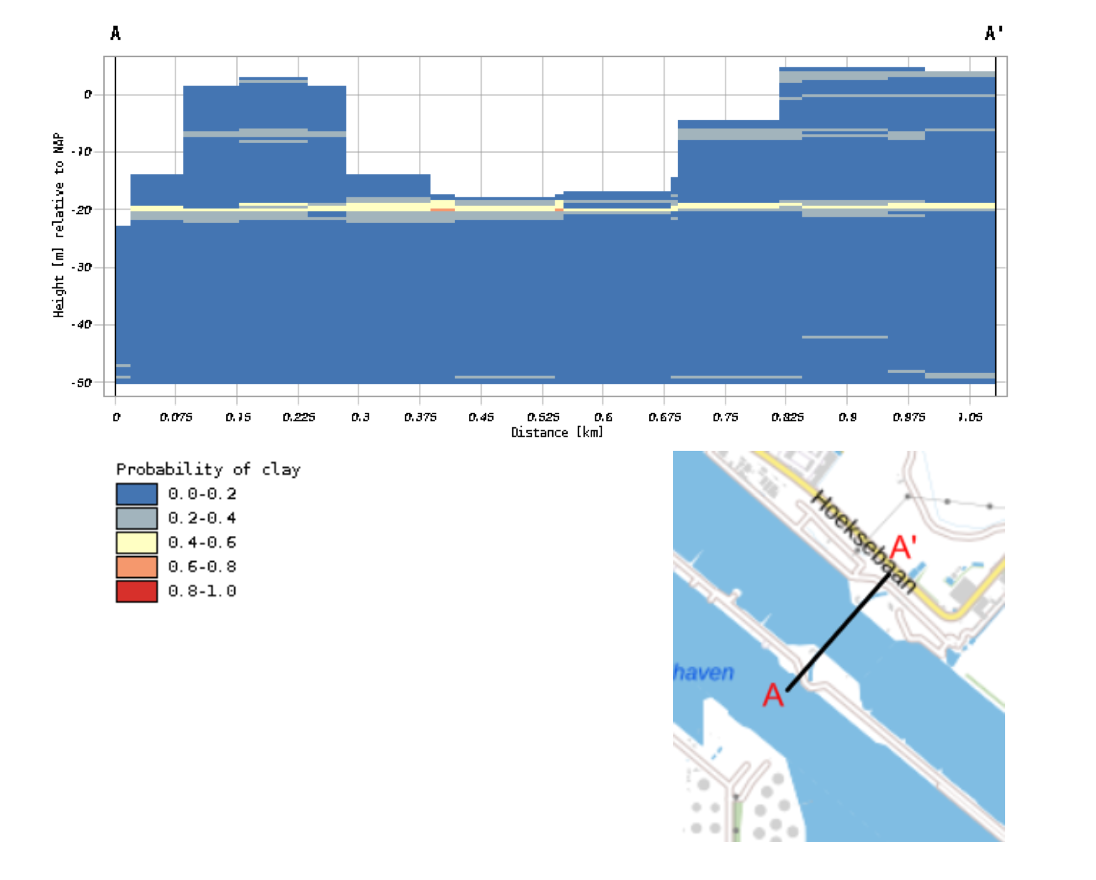 A A'
0
-10
-20
-30
-40
-50
Height [m] relative to NAP
0 0.075 0.15 0.225 0.3 0.375 0.45 0.525 0.6 0.675 0.75 0.825 0.9 0.975 1.05
Distance [km]
Probability of clay
0.0-0.2
0.2-0.4
0.4-0.6
0.6-0.8
0.8-1.0
Hoeksebaan
A'
haven
A